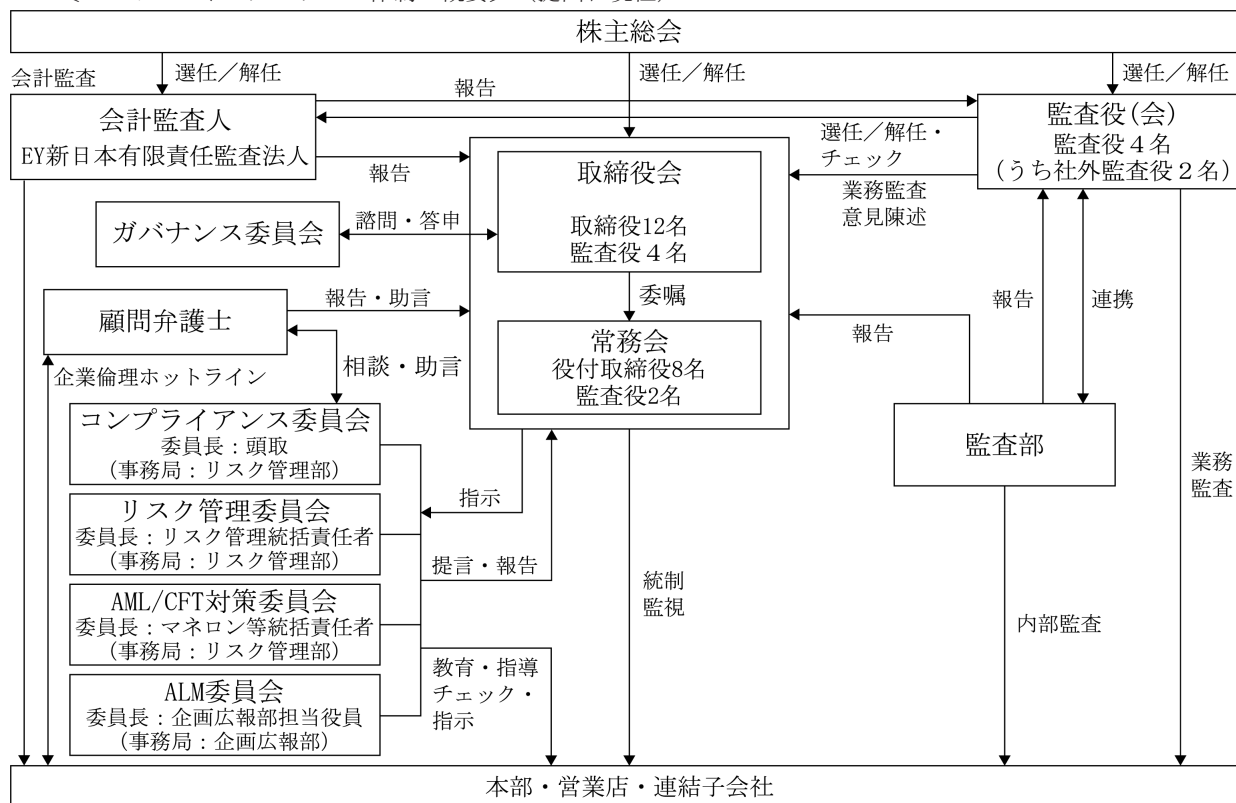 株主総会
会計監査
選任／解任
選任／解任
選任／解任
会計監査人
EY新日本有限責任監査法人
報告
監査役(会)
監査役４名
(うち社外監査役２名)
選任／解任・
チェック
報告
業務監査
意見陳述
取締役会
取締役12名
監査役４名
ガバナンス委員会
諮問・答申
委嘱
顧問弁護士
報告・助言
常務会
役付取締役8名
監査役2名
報告
報告
連携
企業倫理ホットライン
相談・助言
コンプライアンス委員会
委員長：頭取
(事務局：リスク管理部)
監査部
業務
監査
リスク管理委員会
委員長：リスク管理統括責任者
(事務局：リスク管理部)
指示
提言・報告
統制
監視
AML/CFT対策委員会
委員長：マネロン等統括責任者
(事務局：リスク管理部)
内部監査
教育・指導
チェック・
指示
ALM委員会
委員長：企画広報部担当役員
(事務局：企画広報部)
本部・営業店・連結子会社